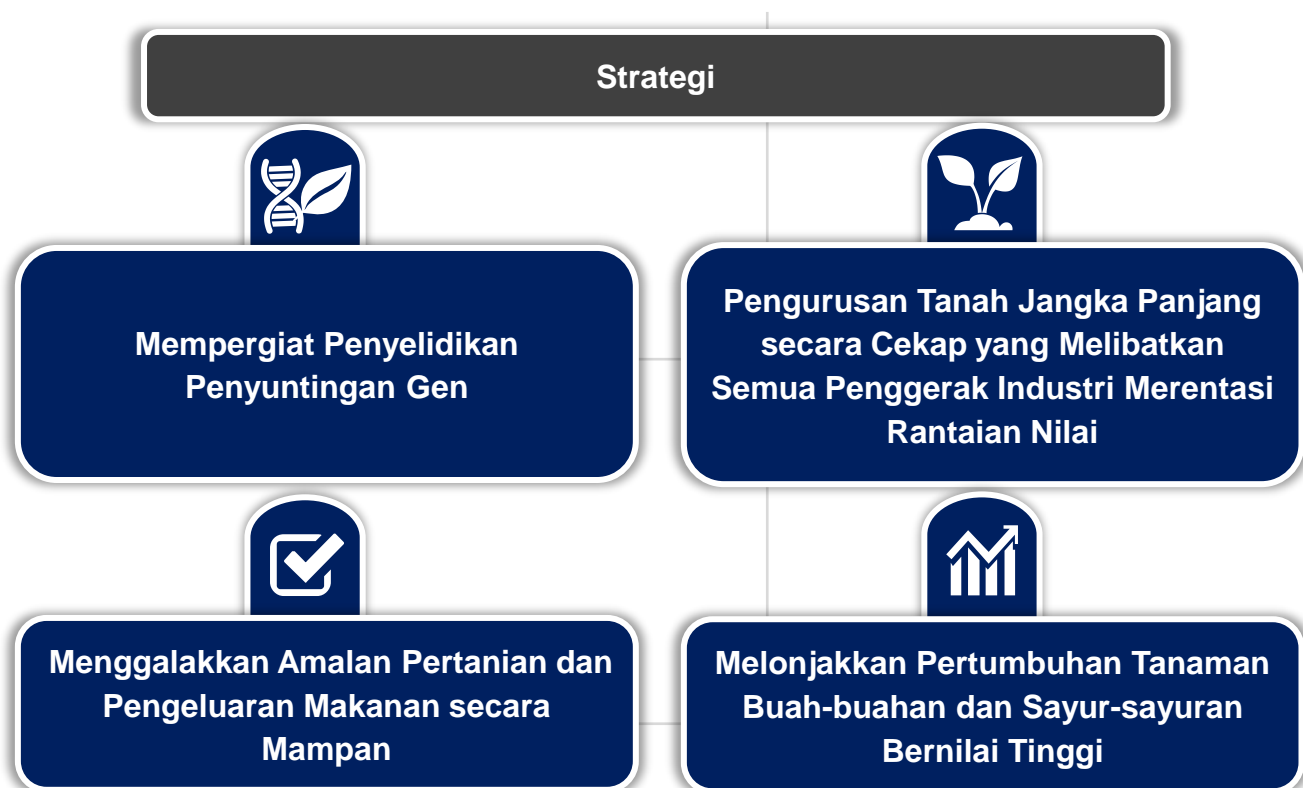 Strategi
Mempergiat Penyelidikan
Penyuntingan Gen
Pengurusan Tanah Jangka Panjang
secara Cekap yang Melibatkan
Semua Penggerak Industri Merentasi
Rantaian Nilai
Menggalakkan Amalan Pertanian dan
Pengeluaran Makanan secara
Mampan
Melonjakkan Pertumbuhan Tanaman
Buah-buahan dan Sayur-sayuran
Bernilai Tinggi